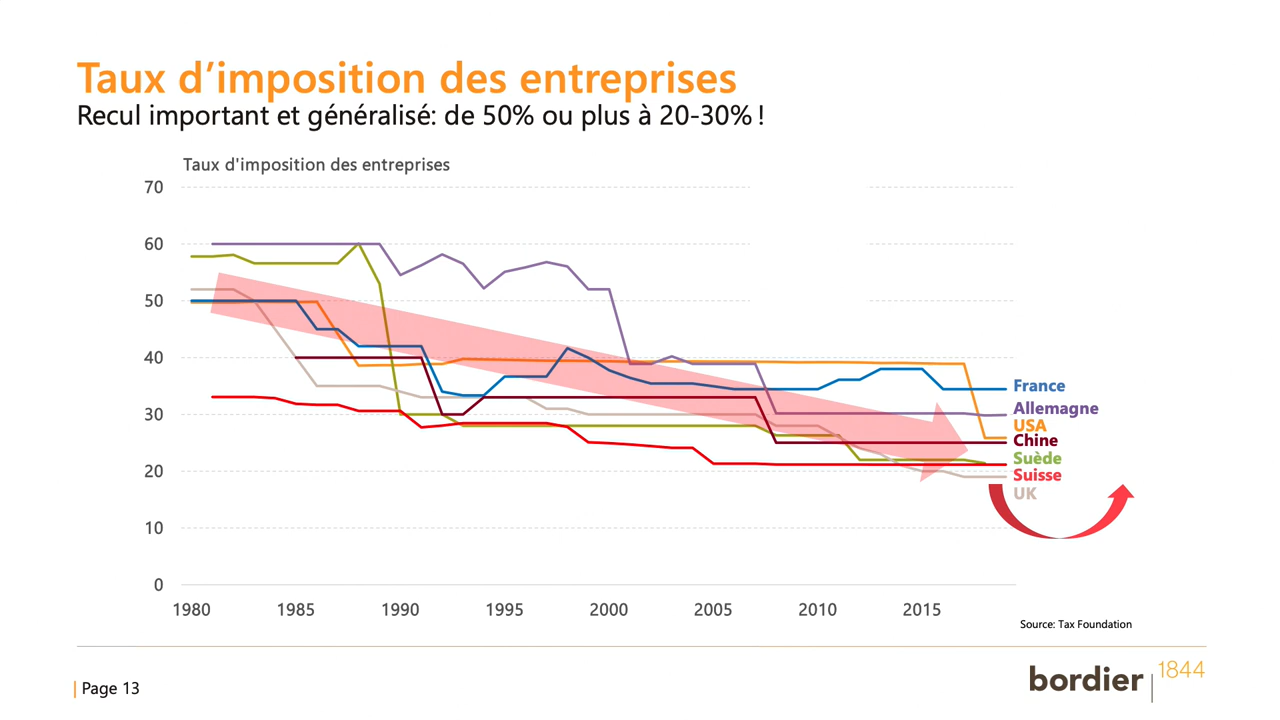 Taux d’imposition des entreprises
Recul important et généralisé: de 50% ou plus à 20-30% !
Taux d'imposition des entreprises
70
60
50
40
30
20
10
0
1980 1985 1990 1995 2000 2005 2010 2015
France
Allemagne
USA
Chine
Suède
Suisse
UK
Source: Tax Foundation
Page 13
bordier 1844